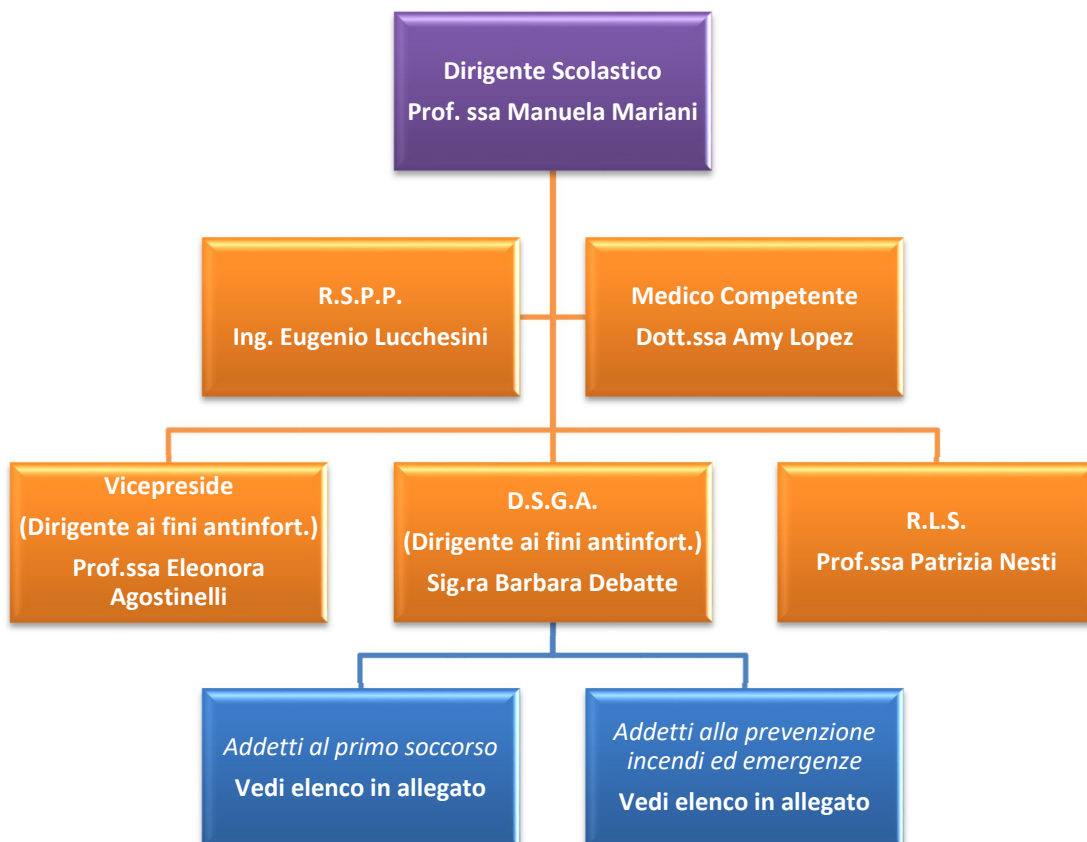 Dirigente Scolastico
Prof. ssa Manuela Mariani
R.S.P.P.
Ing. Eugenio Lucchesini
Medico Competente
Dott.ssa Amy Lopez
Vicepreside
(Dirigente ai fini antinfort.)
Prof.ssa Eleonora
Agostinelli
D.S.G.A.
(Dirigente ai fini antinfort.)
Sig.ra Barbara Debatte
R.L.S.
Prof.ssa Patrizia Nesti
Addetti al primo soccorso
Vedi elenco in allegato
Addetti alla prevenzione
incendi ed emergenze
Vedi elenco in allegato